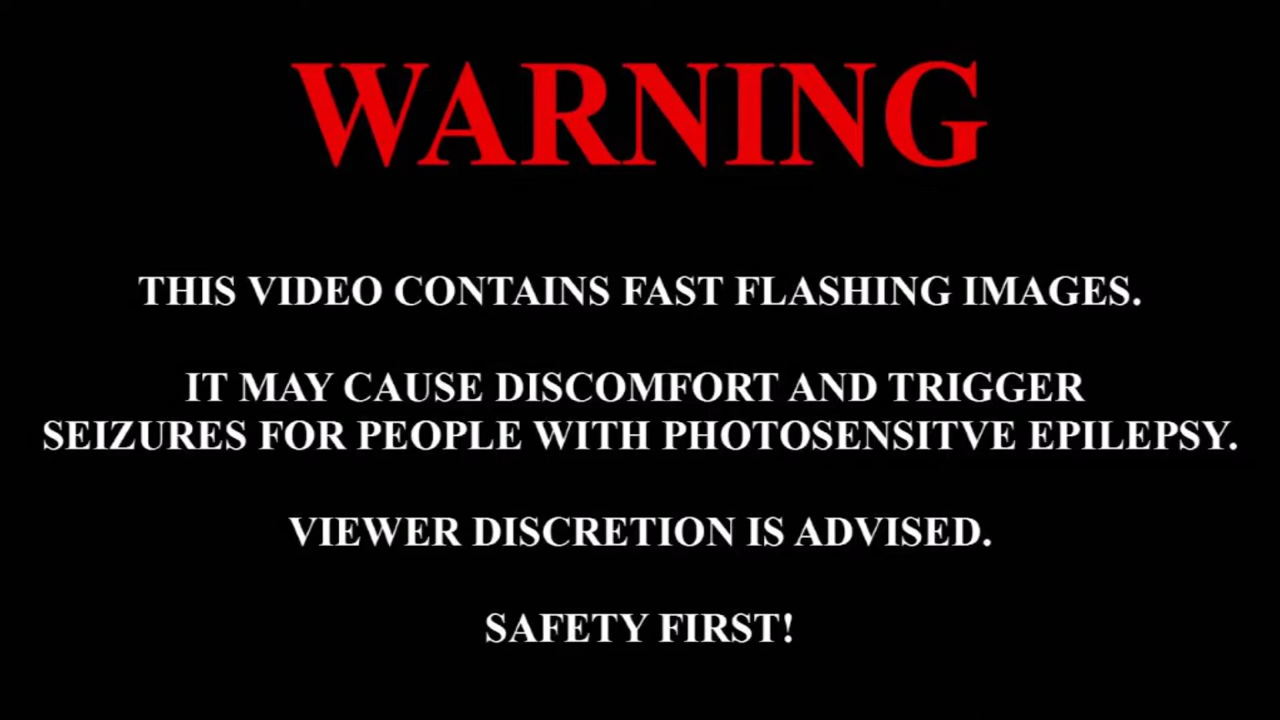 WARNING
THIS VIDEO CONTAINS FAST FLASHING IMAGES.
IT MAY CAUSE DISCOMFORT AND TRIGGER
SEIZURES FOR PEOPLE WITH PHOTOSENSITVE EPILEPSY.
VIEWER DISCRETION IS ADVISED.
SAFETY FIRST!